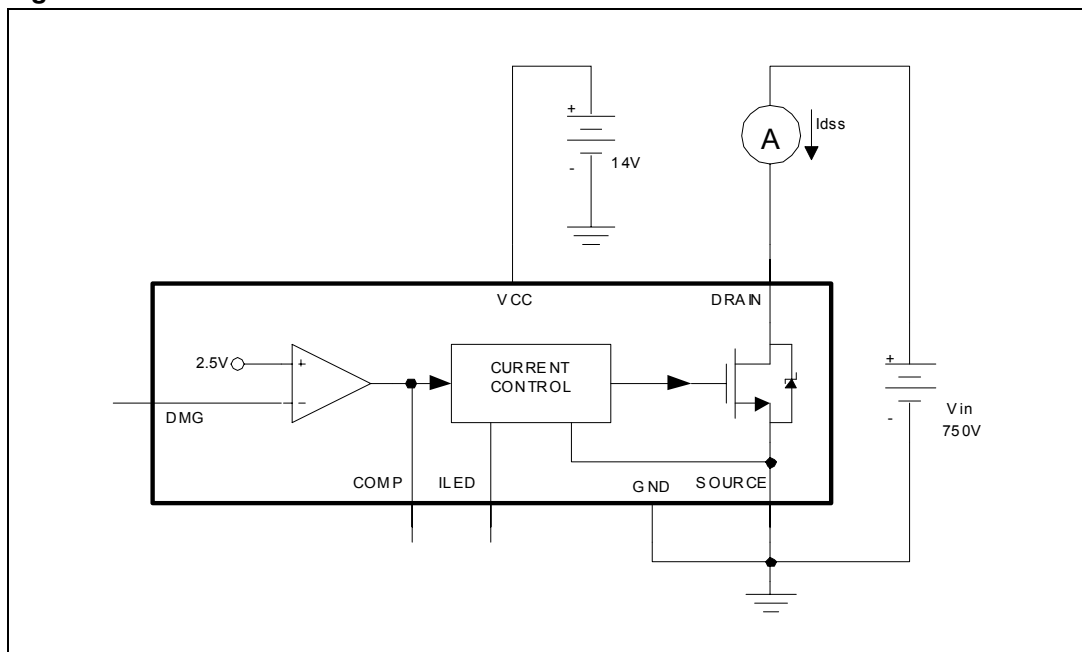 +
14V
-
A
Idss
VCC
DRAIN
2.5V
+
-
DMG
CURRENT
CONTROL
+
-
Vin
750V
COMP
ILED
GND
SOURCE